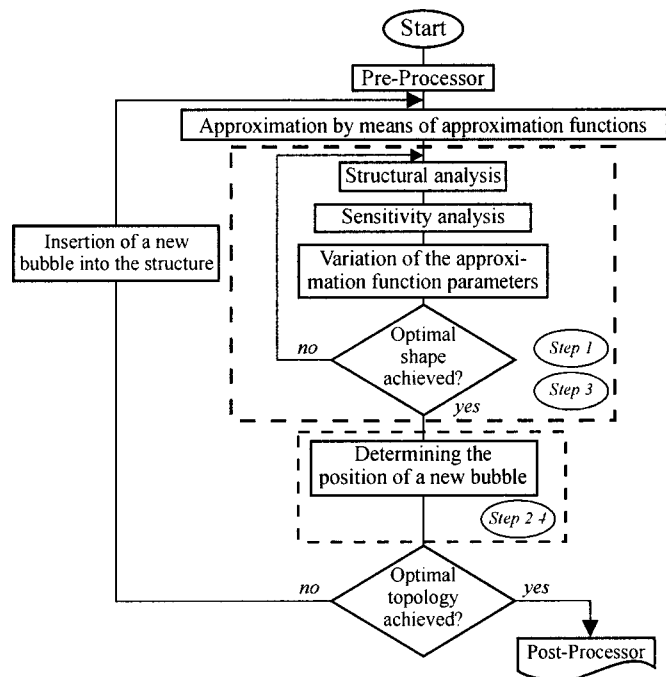 Start
Pre-Processor
Approximation by means of approximation functions
Structural analysis
Sensitivity analysis
Insertion of a new
bubble into the structure
Variation of the approxi-
mation function parameters
Optimal
shape
achieved?
no
yes
Step 1
Step 3
Determining the
position of a new bubble
Step 2 4
Optimal
topology
achieved?
no
yes
Post-Processor